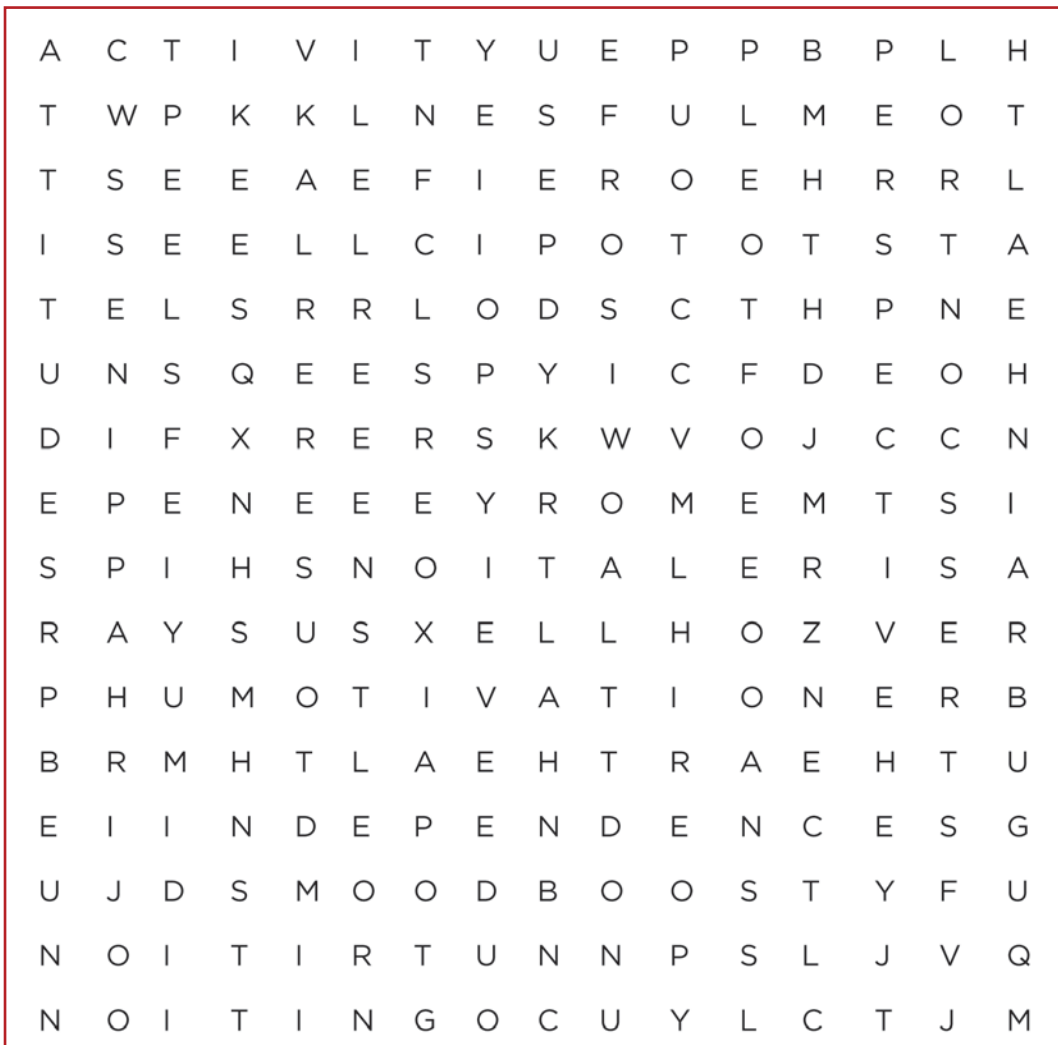 A C T I V I T Y U E P P B P L H
T W P K K L N E S F U L M E O T
T S E E A E F I E R O E H R R L
I S E E L L C I P O T O T S T A
T E L S R R L O D S C T H P N E
U N S Q E E S P Y I C F D E O H
D I F X R E R S K W V O J C C N
E P E N E E E Y R O M E M T S I
S P I H S N O I T A L E R I S A
R A Y S U S X E L L H O Z V E R
P H U M O T I V A T I O N E R B
B R M H T L A E H T R A E H T U
E I I N D E P E N D E N C E S G
U J D S M O O D B O O S T Y F U
N O I T I R T U N N P S L J V Q
N O I T I N G O C U Y L C T J M